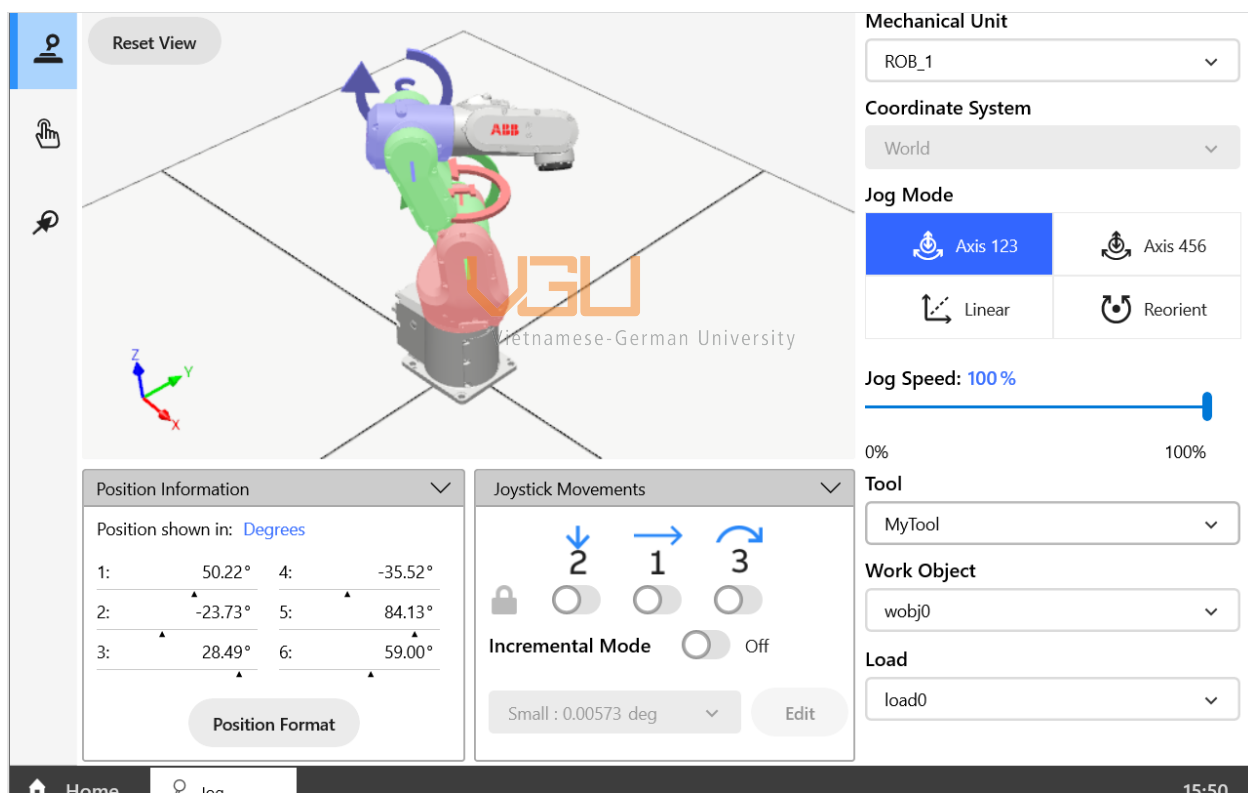 Reset View
ABB
VGU
Vietnamese-German University
Z
Y
X
Mechanical Unit
ROB_1
Coordinate System
World
Jog Mode
Axis 123
Axis 456
Linear
Reorient
Jog Speed: 100 %
0% 100%
Tool
MyTool
Work Object
wobj0
Load
load0
Position Information
Position shown in: Degrees
1: 50.22° 4: -35.52°
2: -23.73° 5: 84.13°
3: 28.49° 6: 59.00°
Position Format
Joystick Movements
2 1 3
Incremental Mode Off
Small : 0.00573 deg
Edit
Home
Jog
15:50